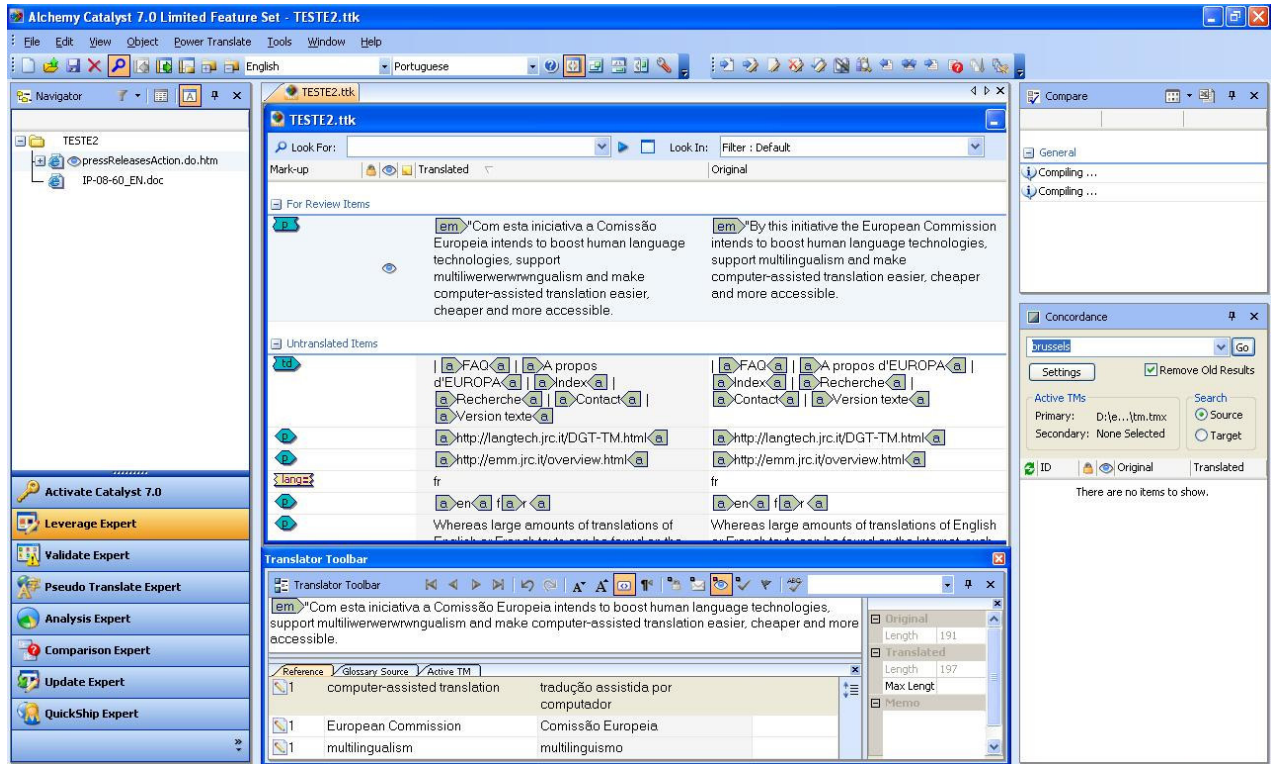 Alchemy Catalyst 7.0 Limited Feature Set - TESTE2.ttk
File Edit View Object Power Translate Tools Window Help
English Portuguese
Navigator
TESTE2
pressReleasesAction.do.htm
IP-08-60_EN.doc
Activate Catalyst 7.0
Leverage Expert
Validate Expert
Pseudo Translate Expert
Analysis Expert
Comparison Expert
Update Expert
QuickShip Expert
TESTE2.ttk
TESTE2.ttk
Look For: Look In: Filter : Default
Mark-up Translated Original
For Review Items
p
em "Com esta iniciativa a Comissão
Europeia intends to boost human language
technologies, support
multiliwerwerwrwngualism and make
computer-assisted translation easier,
cheaper and more accessible.
em "By this initiative the European Commission
intends to boost human language technologies,
support multilingualism and make
computer-assisted translation easier, cheaper
and more accessible.
Untranslated Items
td
| a FAQ a | a A propos
d'EUROPA a | a Index a |
a Recherche a | a Contact a |
a Version texte a
| a FAQ a | a A propos d'EUROPA a |
a Index a | a Recherche a |
a Contact a | a Version texte a
p a http://langtech.jrc.it/DGT-TM.html a a http://langtech.jrc.it/DGT-TM.html a
p a http://emm.jrc.it/overview.html a a http://emm.jrc.it/overview.html a
lang= fr fr
p a en a f a r a a en a f a r a
p Whereas large amounts of translations of Whereas large amounts of translations of English
Translator Toolbar
Translator Toolbar
em "Com esta iniciativa a Comissão Europeia intends to boost human language technologies,
support multiliwerwerwrwngualism and make computer-assisted translation easier, cheaper and more
accessible.
Reference Glossary Source Active TM
1 computer-assisted translation tradução assistida por
computador
1 European Commission Comissão Europeia
1 multilingualism multilinguismo
Original
Length 191
Translated
Length 197
Max Lengt
Memo
Compare
General
Compiling ...
Compiling ...
Concordance
brussels Go
Settings Remove Old Results
Active TMs Search
Primary: D:\e...\tm.tmx Source
Secondary: None Selected Target
ID Original Translated
There are no items to show.